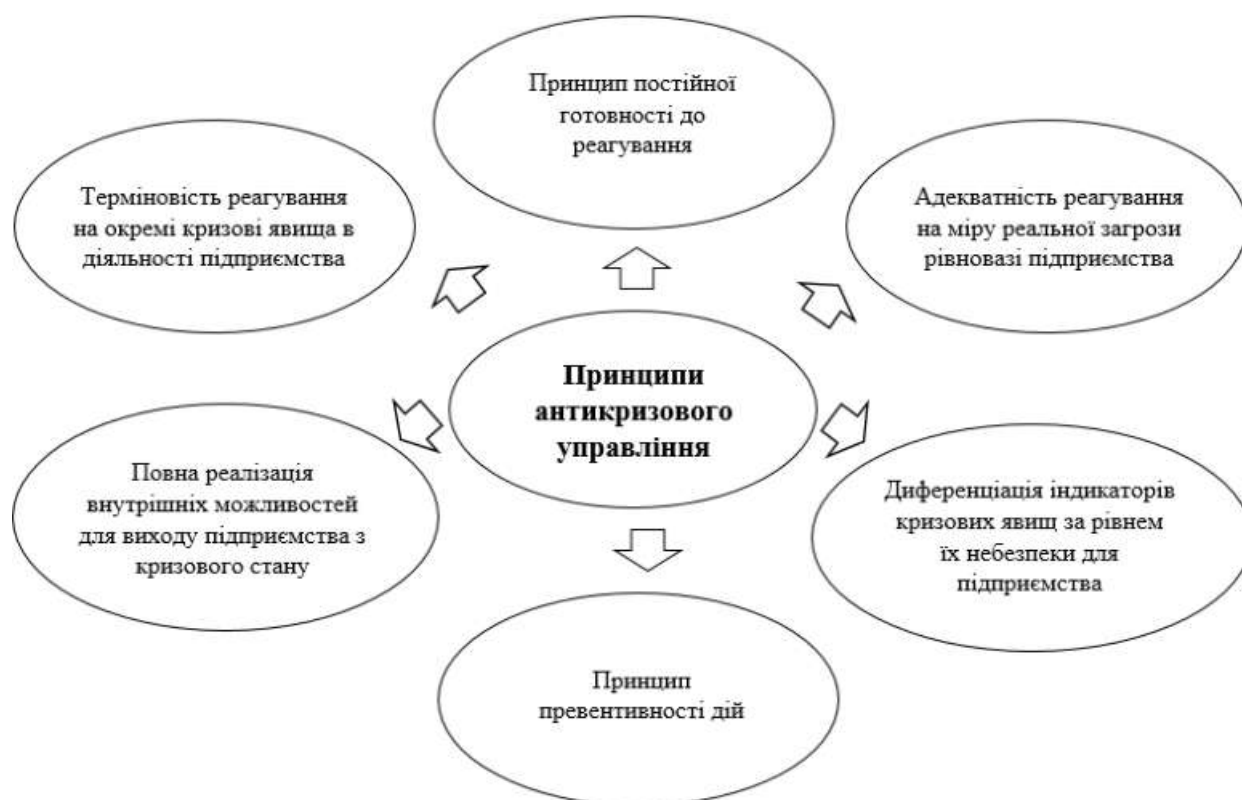 Принцип постійної
готовності до
реагування
Терміновість реагування
на окремі кризові явища в
діяльності підприємства
Адекватність реагування
на міру реальної загрози
рівновазі підприємства
Принципи
антикризового
управління
Повна реалізація
внутрішніх можливостей
для виходу підприємства з
кризового стану
Диференціація індикаторів
кризових явищ за рівнем
їх небезпеки для
підприємства
Принцип
превентивності дій